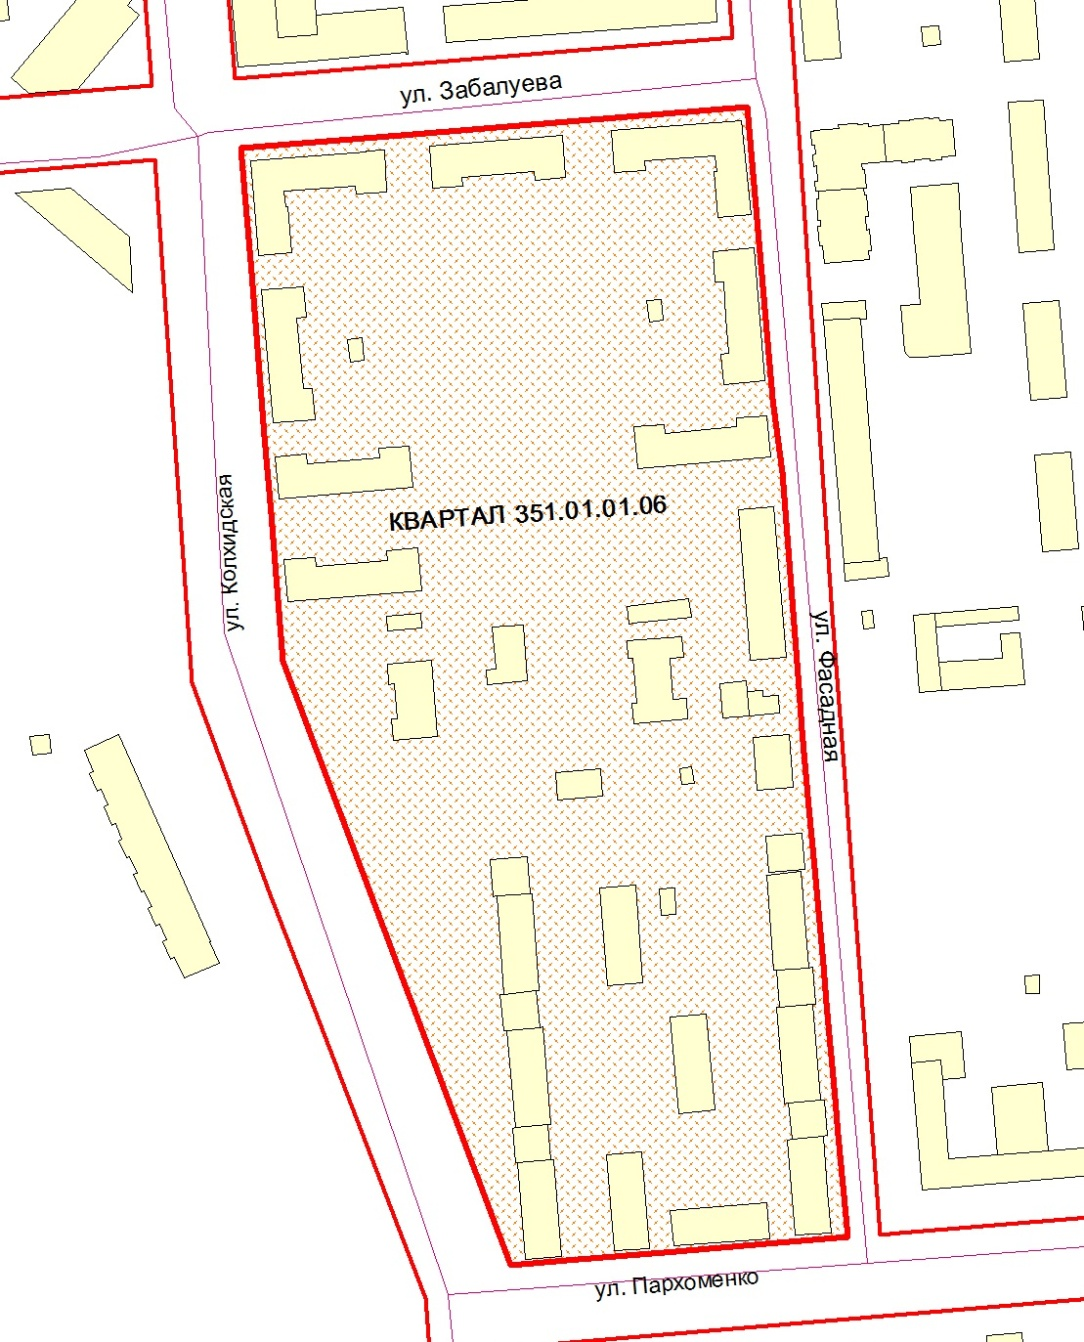 ул. Забалуева
КВАРТАЛ 351.01.01.06
ул. Колхидская
ул. Фасадная
ул. Пархоменко